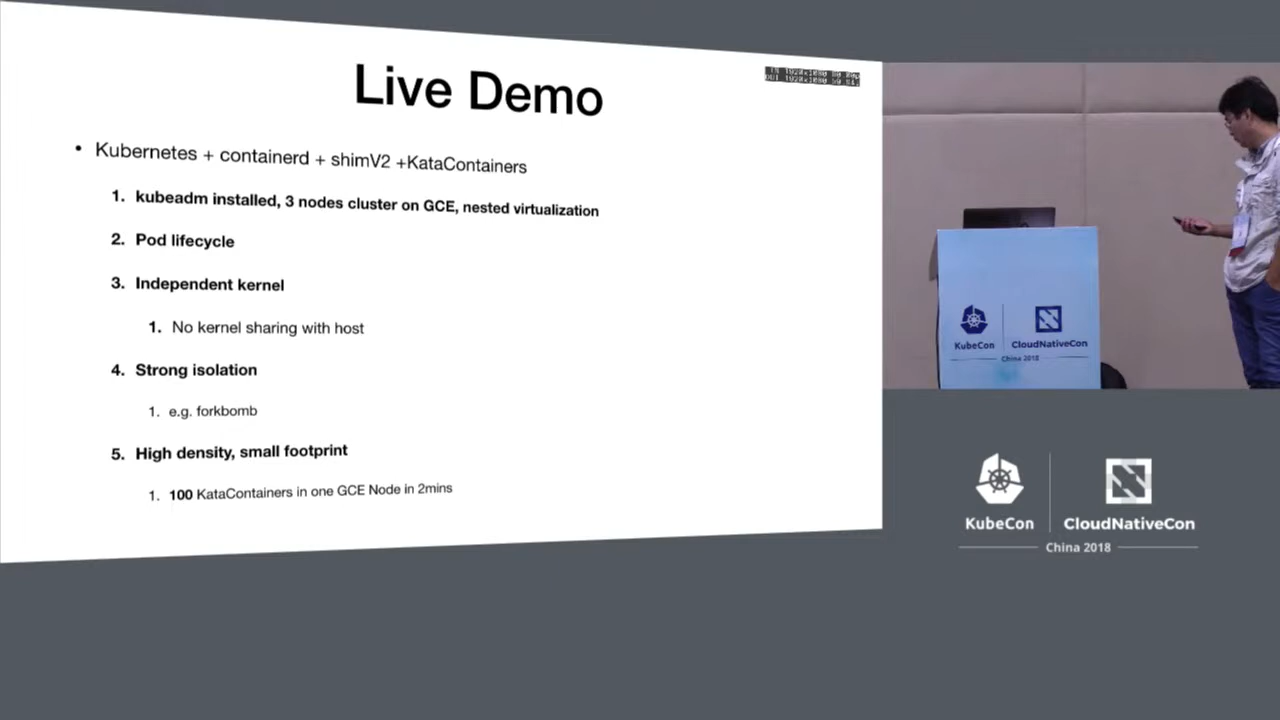 Live Demo
• Kubernetes + containerd + shimV2 +KataContainers
1. kubeadm installed, 3 nodes cluster on GCE, nested virtualization
2. Pod lifecycle
3. Independent kernel
1. No kernel sharing with host
4. Strong isolation
1. e.g. forkbomb
5. High density, small footprint
1. 100 KataContainers in one GCE Node in 2mins
KubeCon
CloudNativeCon
China 2018
KubeCon
CloudNativeCon
China 2018